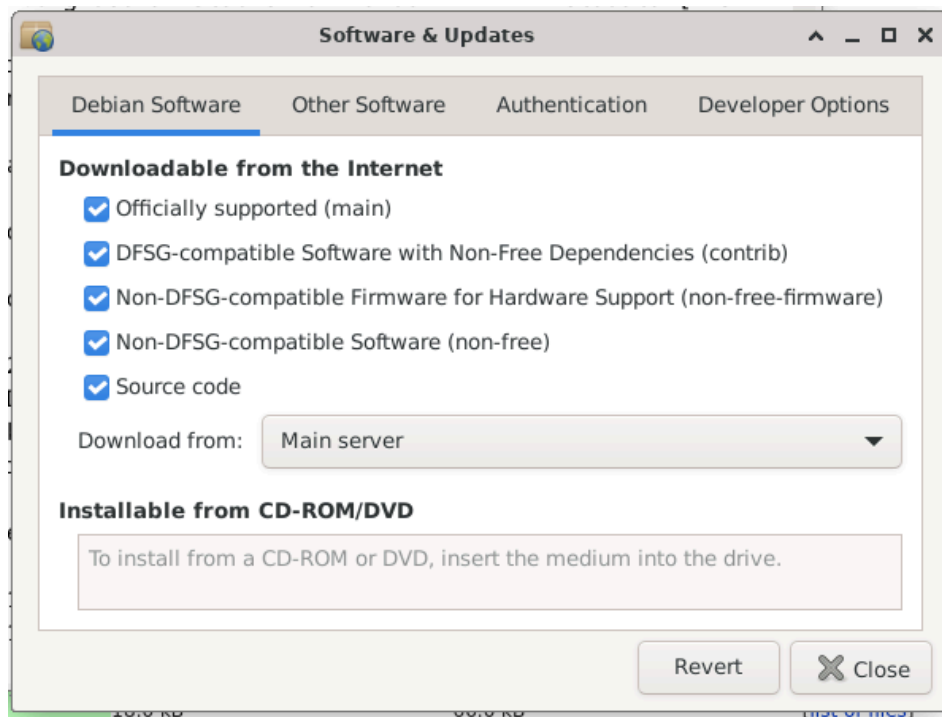 Software & Updates
Debian Software Other Software Authentication Developer Options
Downloadable from the Internet
Officially supported (main)
DFSG-compatible Software with Non-Free Dependencies (contrib)
Non-DFSG-compatible Firmware for Hardware Support (non-free-firmware)
Non-DFSG-compatible Software (non-free)
Source code
Download from: Main server
Installable from CD-ROM/DVD
To install from a CD-ROM or DVD, insert the medium into the drive.
Revert Close